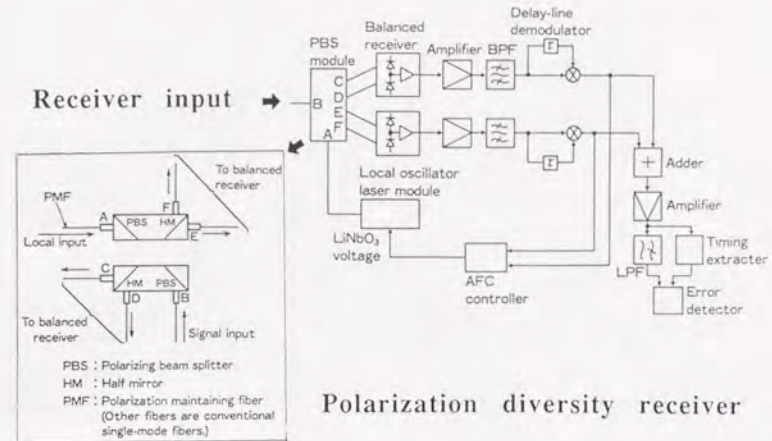 Delay-line
demodulator
Balanced
receiver
PBS
module
Amplifier
BPF
τ
C
D
E
F
B
A
Receiver input
τ
To balanced
receiver
PMF
A
F
PBS
HM
E
Local input
Local oscillator
laser module
LiNbO₃
voltage
AFC
controller
+
Adder
Amplifier
LPF
Timing
extracter
Error
detector
C
HM
PBS
D
B
To balanced
receiver
Signal input
PBS : Polarizing beam splitter
HM : Half mirror
PMF : Polarization maintaining fiber
(Other fibers are conventional
single-mode fibers.)
Polarization diversity receiver